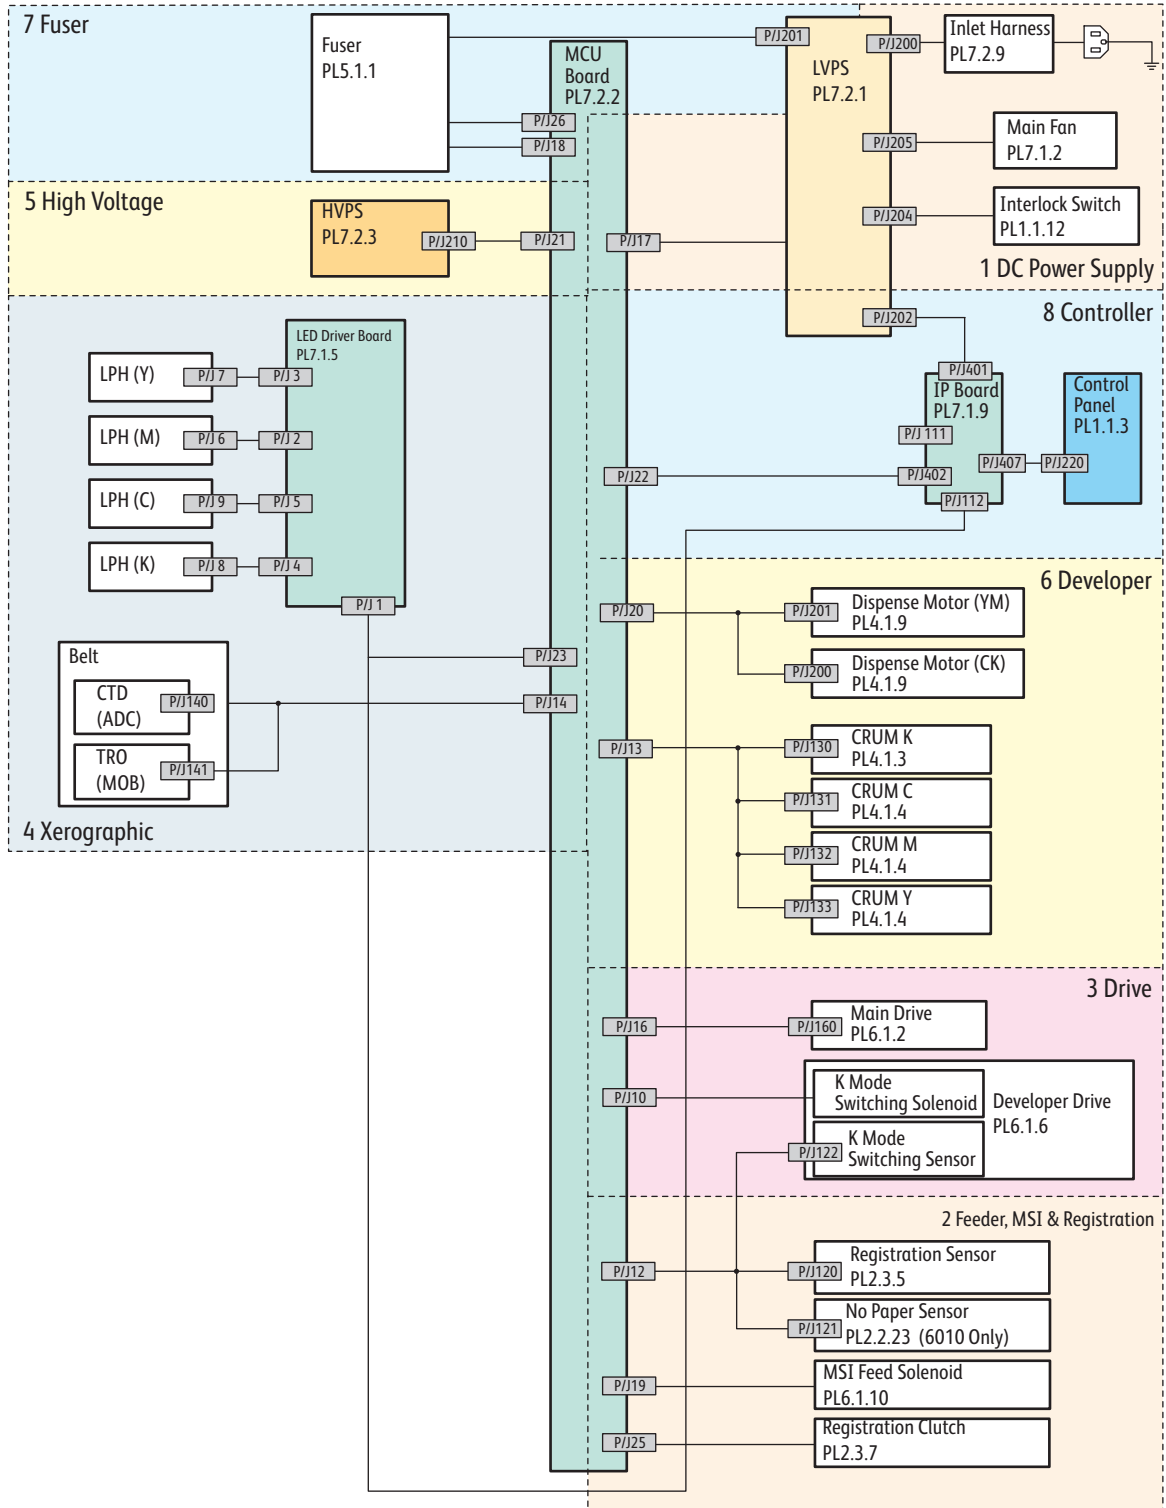 7 Fuser
Fuser
PL5.1.1
P/J201
MCU
Board
PL7.2.2
P/J26
P/J18
LVPS
PL7.2.1
P/J200
Inlet Harness
PL7.2.9
P/J205
Main Fan
PL7.1.2
P/J204
Interlock Switch
PL1.1.12
1 DC Power Supply
5 High Voltage
HVPS
PL7.2.3
P/J210
P/J21
P/J17
P/J202
8 Controller
P/J401
IP Board
PL7.1.9
P/J 111
P/J402
P/J407
P/J220
P/J112
Control
Panel
PL1.1.3
P/J22
LED Driver Board
PL7.1.5
LPH (Y)
P/J 7
P/J 3
LPH (M)
P/J 6
P/J 2
LPH (C)
P/J 9
P/J 5
LPH (K)
P/J 8
P/J 4
P/J 1
Belt
CTD
(ADC)
P/J140
TRO
(MOB)
P/J141
P/J23
P/J14
4 Xerographic
6 Developer
P/J20
P/J201
Dispense Motor (YM)
PL4.1.9
P/J200
Dispense Motor (CK)
PL4.1.9
P/J13
P/J130
CRUM K
PL4.1.3
P/J131
CRUM C
PL4.1.4
P/J132
CRUM M
PL4.1.4
P/J133
CRUM Y
PL4.1.4
3 Drive
P/J16
P/J160
Main Drive
PL6.1.2
P/J10
K Mode
Switching Solenoid
Developer Drive
PL6.1.6
P/J122
K Mode
Switching Sensor
2 Feeder, MSI & Registration
P/J12
P/J120
Registration Sensor
PL2.3.5
P/J121
No Paper Sensor
PL2.2.23 (6010 Only)
P/J19
MSI Feed Solenoid
PL6.1.10
P/J25
Registration Clutch
PL2.3.7